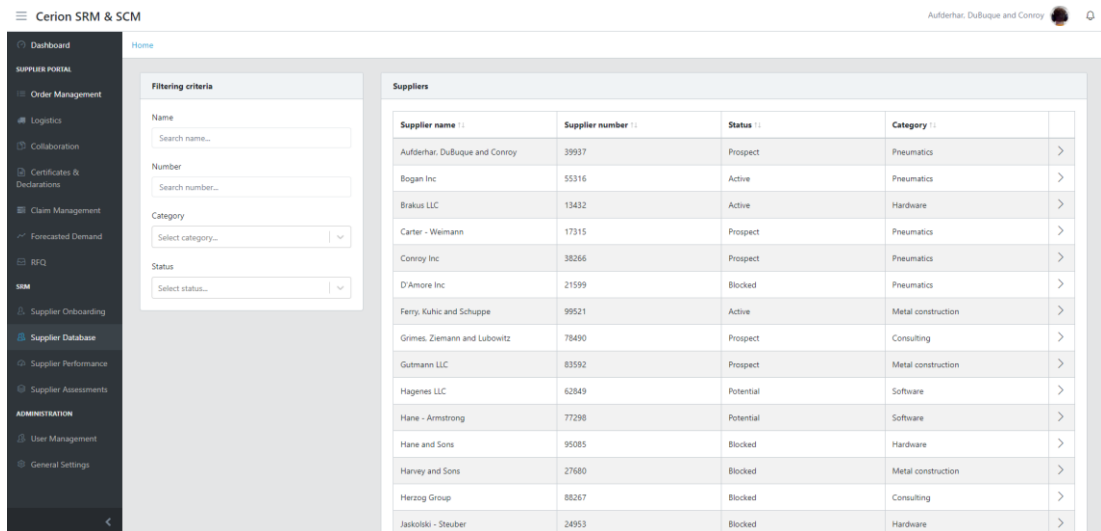 Cerion SRM & SCM
Aufderhar, DuBuque and Conroy
Dashboard
SUPPLIER PORTAL
Order Management
Logistics
Collaboration
Certificates &
Declarations
Claim Management
Forecasted Demand
RFQ
SRM
Supplier Onboarding
Supplier Database
Supplier Performance
Supplier Assessments
ADMINISTRATION
User Management
General Settings
Home
Filtering criteria
Name
Search name...
Number
Search number...
Category
Select category...
Status
Select status...
Suppliers
Supplier name Supplier number Status Category
Aufderhar, DuBuque and Conroy 39937 Prospect Pneumatics
Bogan Inc 55316 Active Pneumatics
Brakus LLC 13432 Active Hardware
Carter - Weimann 17315 Prospect Pneumatics
Conroy Inc 38266 Prospect Pneumatics
D'Amore Inc 21599 Blocked Pneumatics
Ferry, Kuhic and Schuppe 99521 Active Metal construction
Grimes, Ziemann and Lubowitz 78490 Prospect Consulting
Gutmann LLC 83592 Prospect Metal construction
Hagenes LLC 62849 Potential Software
Hane - Armstrong 77298 Potential Software
Hane and Sons 95085 Blocked Hardware
Harvey and Sons 27680 Blocked Metal construction
Herzog Group 88267 Blocked Consulting
Jaskolski - Steuber 24953 Blocked Hardware